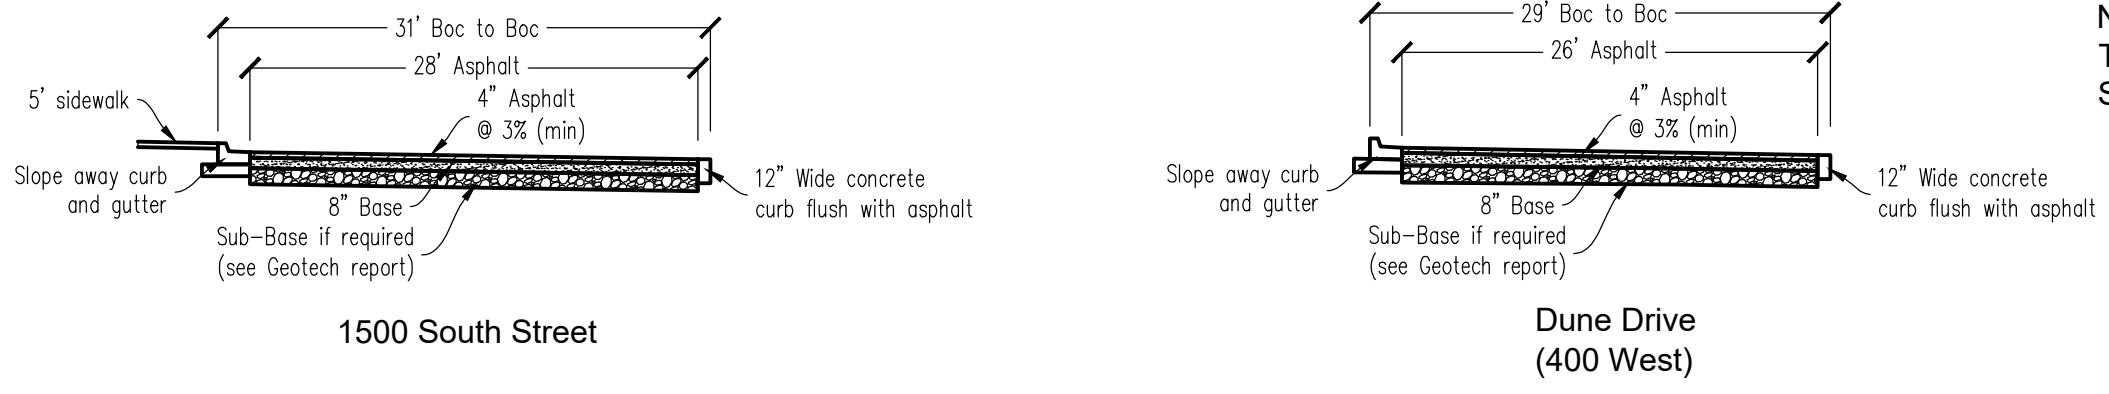 31' Boc to Boc
28' Asphalt
5' sidewalk
4" Asphalt
@ 3% (min)
Slope away curb
and gutter
8" Base
12" Wide concrete
curb flush with asphalt
Sub-Base if required
(see Geotech report)
1500 South Street
29' Boc to Boc
26' Asphalt
4" Asphalt
@ 3% (min)
Slope away curb
and gutter
8" Base
12" Wide concrete
curb flush with asphalt
Sub-Base if required
(see Geotech report)
Dune Drive
(400 West)